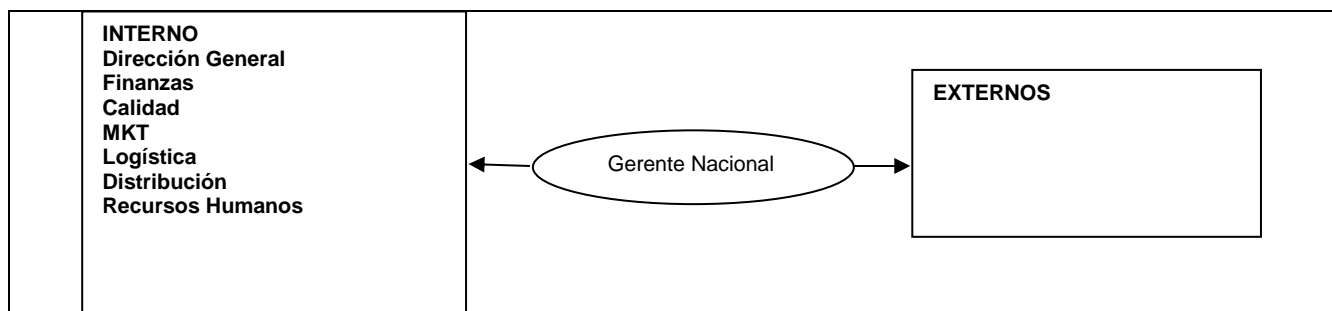 INTERNO
Dirección General
Finanzas
Calidad
MKT
Logística
Distribución
Recursos Humanos
Gerente Nacional
EXTERNOS